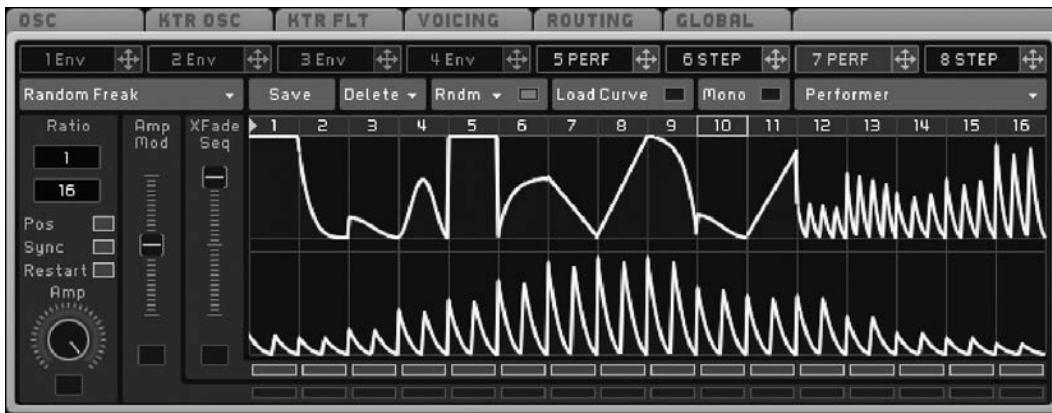 OSC KTR OSC KTR FLT VOICING ROUTING GLOBAL
1 Env 2 Env 3 Env 4 Env 5 PERF 6 STEP 7 PERF 8 STEP
Random Freak Save Delete Rndm Load Curve Mono Performer
Ratio Amp Mod XFade Seq 1 2 3 4 5 6 7 8 9 10 11 12 13 14 15 16
1
16
Pos
Sync
Restart
Amp